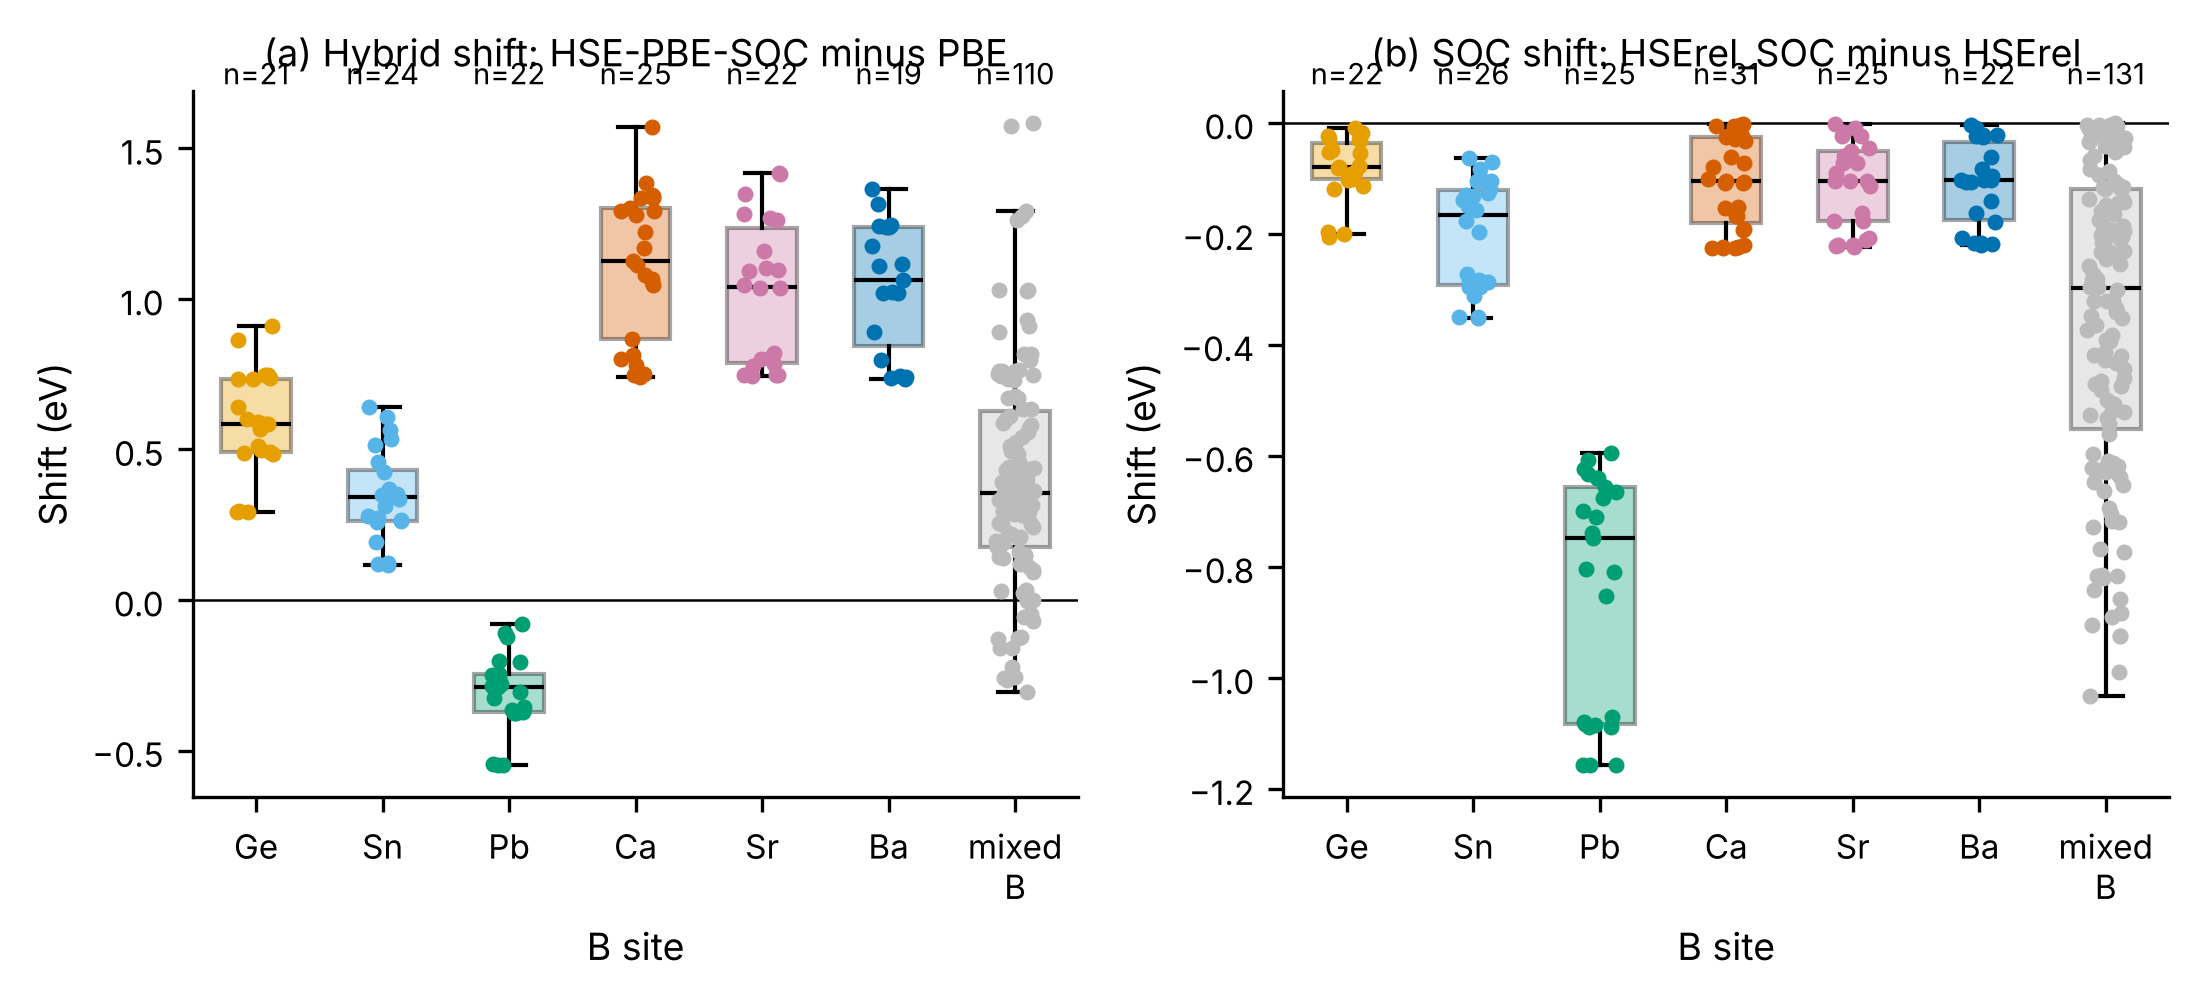 (a) Hybrid shift: HSE-PBE-SOC minus PBE
n=21 n=24 n=22 n=25 n=22 n=19 n=110
1.5
1.0
0.5
0.0
−0.5
Shift (eV)
Ge Sn Pb Ca Sr Ba mixed
B
B site
(b) SOC shift: HSErel_SOC minus HSErel
n=22 n=26 n=25 n=31 n=25 n=22 n=131
0.0
−0.2
−0.4
−0.6
−0.8
−1.0
−1.2
Shift (eV)
Ge Sn Pb Ca Sr Ba mixed
B
B site